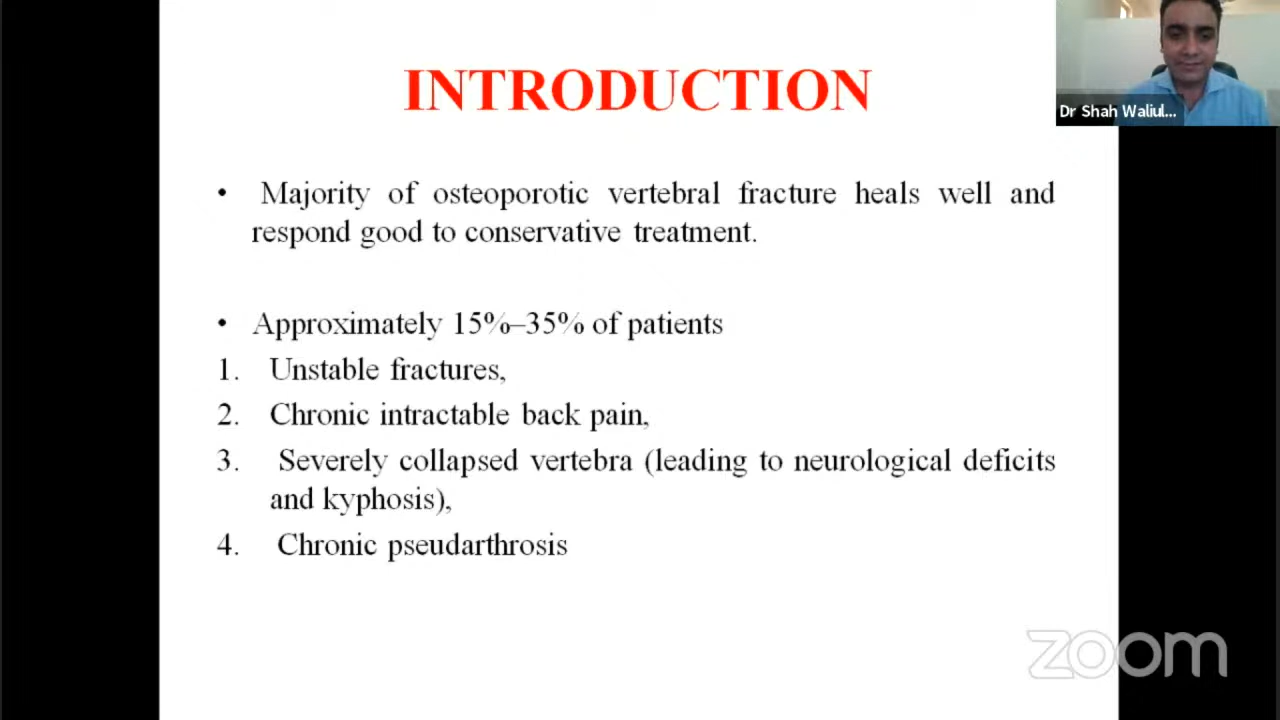 INTRODUCTION
Dr Shah Waliul...
• Majority of osteoporotic vertebral fracture heals well and
respond good to conservative treatment.
• Approximately 15%–35% of patients
1. Unstable fractures,
2. Chronic intractable back pain,
3. Severely collapsed vertebra (leading to neurological deficits
and kyphosis),
4. Chronic pseudarthrosis
zoom